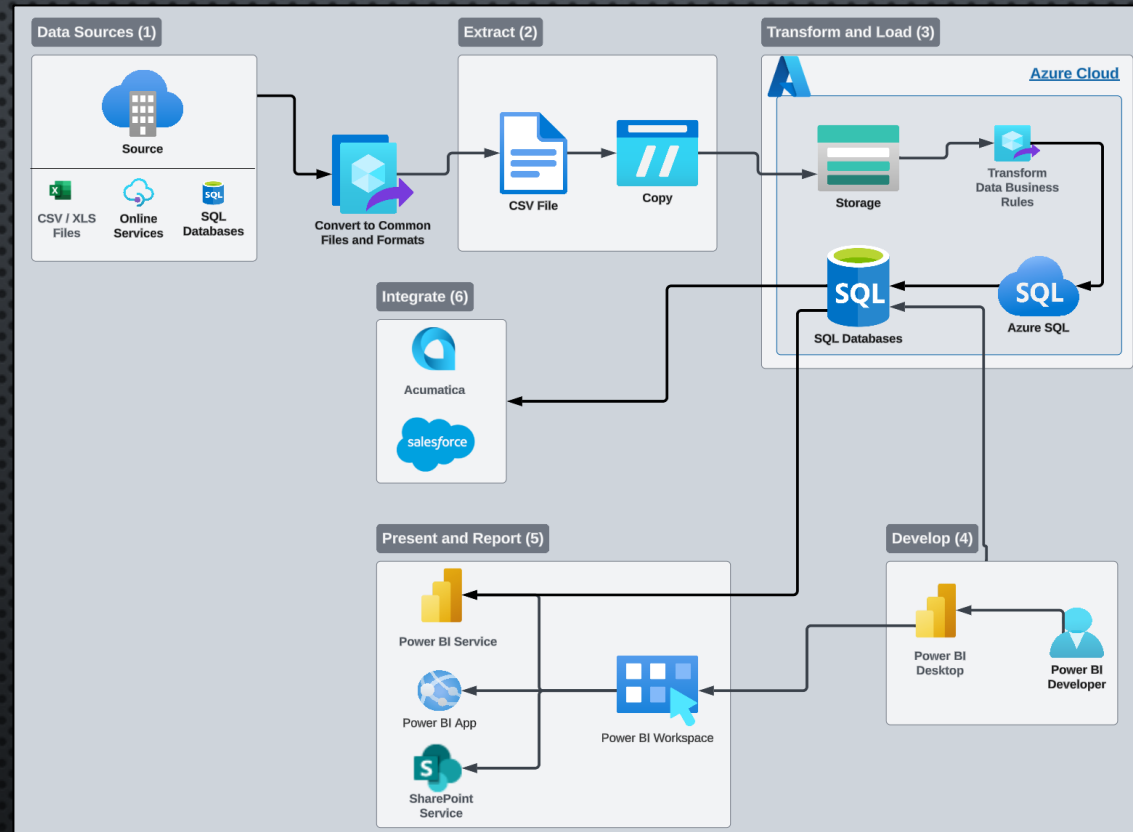 Data Sources (1)
Source
CSV / XLS
Files
Online
Services
SQL
SQL
Databases
Convert to Common
Files and Formats
Extract (2)
CSV File
Copy
Transform and Load (3)
Azure Cloud
Storage
Transform
Data Business
Rules
SQL
SQL Databases
SQL
Azure SQL
Integrate (6)
Acumatica
salesforce
Present and Report (5)
Power BI Service
Power BI App
S
SharePoint
Service
Power BI Workspace
Develop (4)
Power BI
Desktop
Power BI
Developer